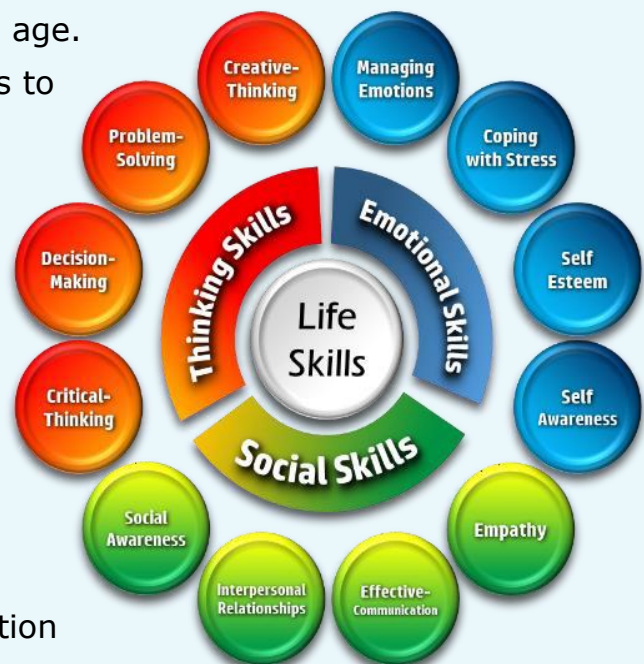 age.
s to
Creative-
Thinking
Managing
Emotions
Problem-
Solving
Coping
with Stress
Decision-
Making
Self
Esteem
Critical-
Thinking
Self
Awareness
Thinking Skills
Emotional Skills
Life
Skills
Social Skills
Social
Awareness
Empathy
Interpersonal
Relationships
Effective-
Communication
tion